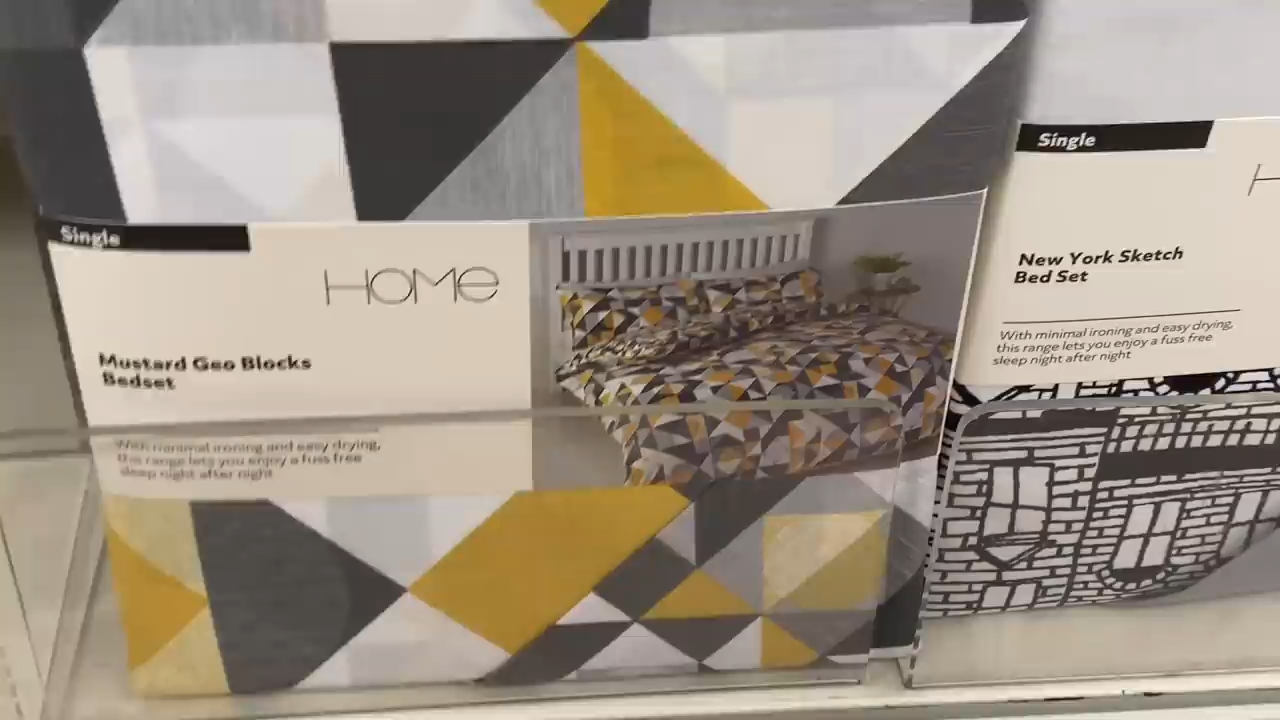 Single
HOME
Mustard Geo Blocks
Bedset
With minimal ironing and easy drying,
this range lets you enjoy a fuss free
sleep night after night
Single
New York Sketch
Bed Set
With minimal ironing and easy drying,
this range lets you enjoy a fuss free
sleep night after night